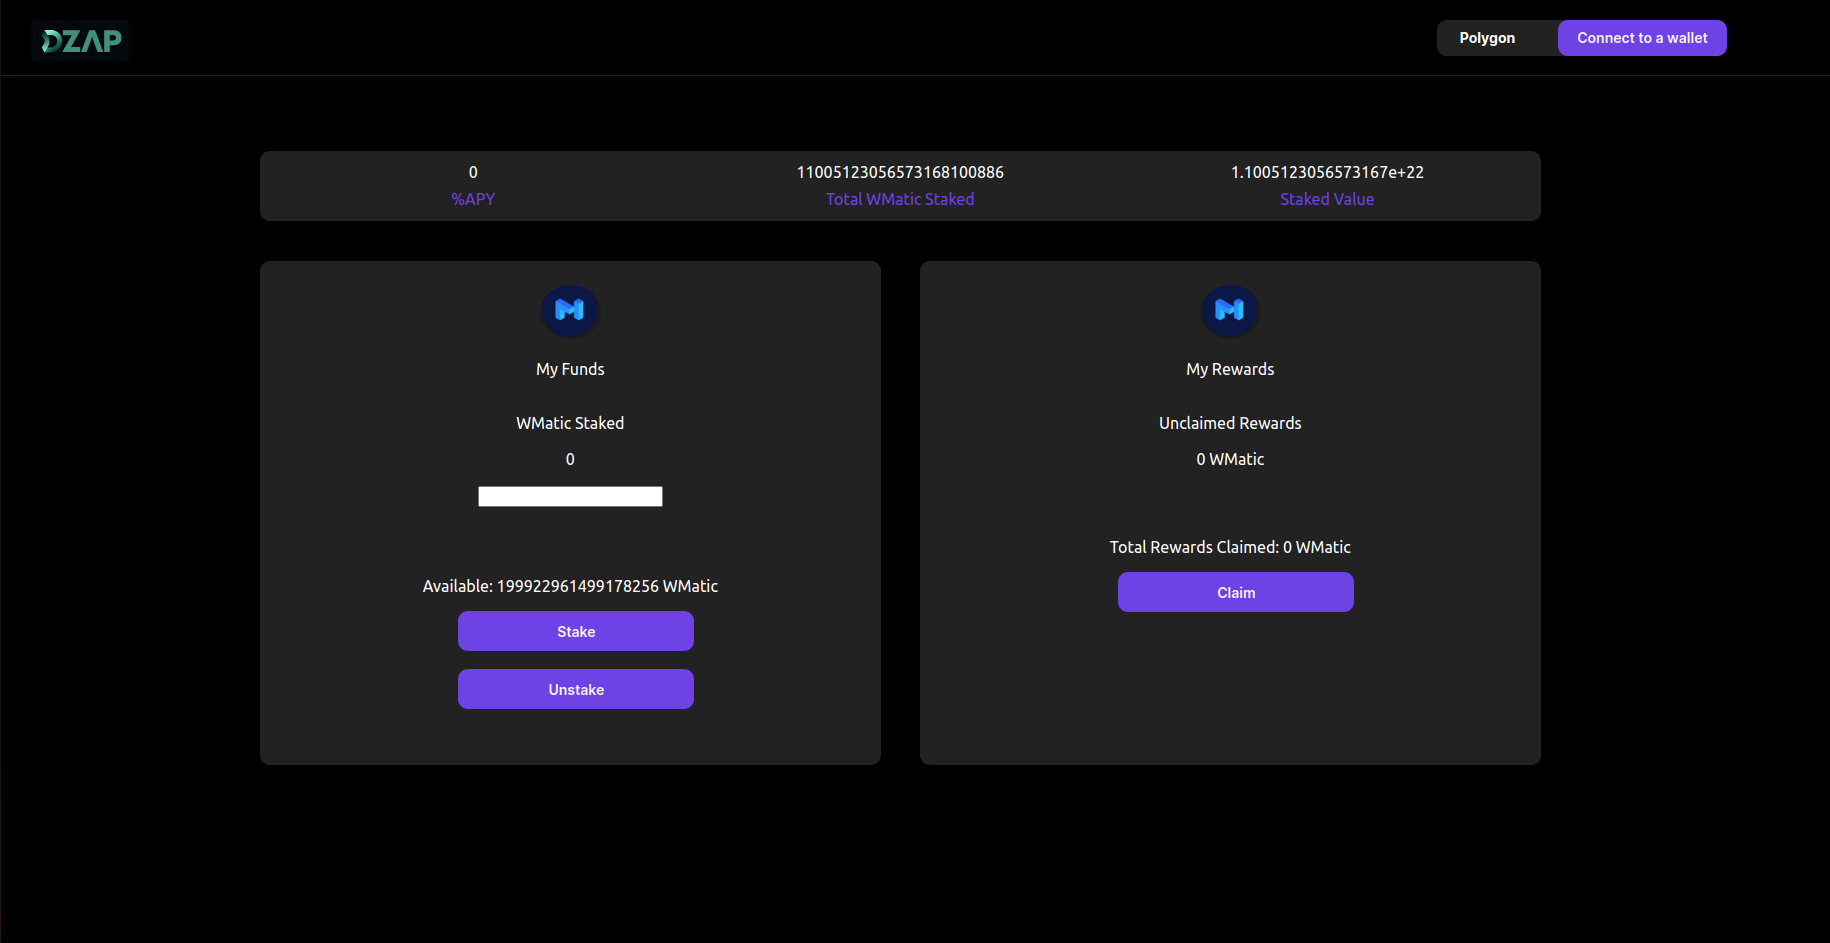 DZAP
Polygon
Connect to a wallet
0
11005123056573168100886
1.1005123056573167e+22
%APY
Total WMatic Staked
Staked Value
My Funds
WMatic Staked
0
Available: 199922961499178256 WMatic
Stake
Unstake
My Rewards
Unclaimed Rewards
0 WMatic
Total Rewards Claimed: 0 WMatic
Claim